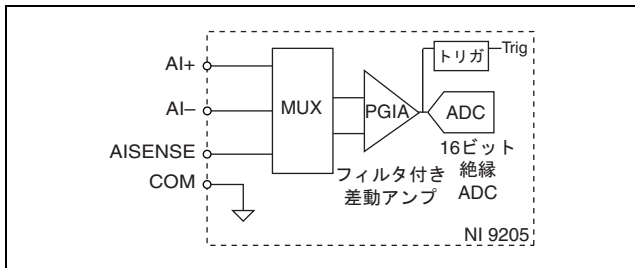 AI+
AI–
AISENSE
COM
MUX
PGIA
トリガ
Trig
ADC
フィルタ付き
差動アンプ
16ビット
絶縁
ADC
NI 9205